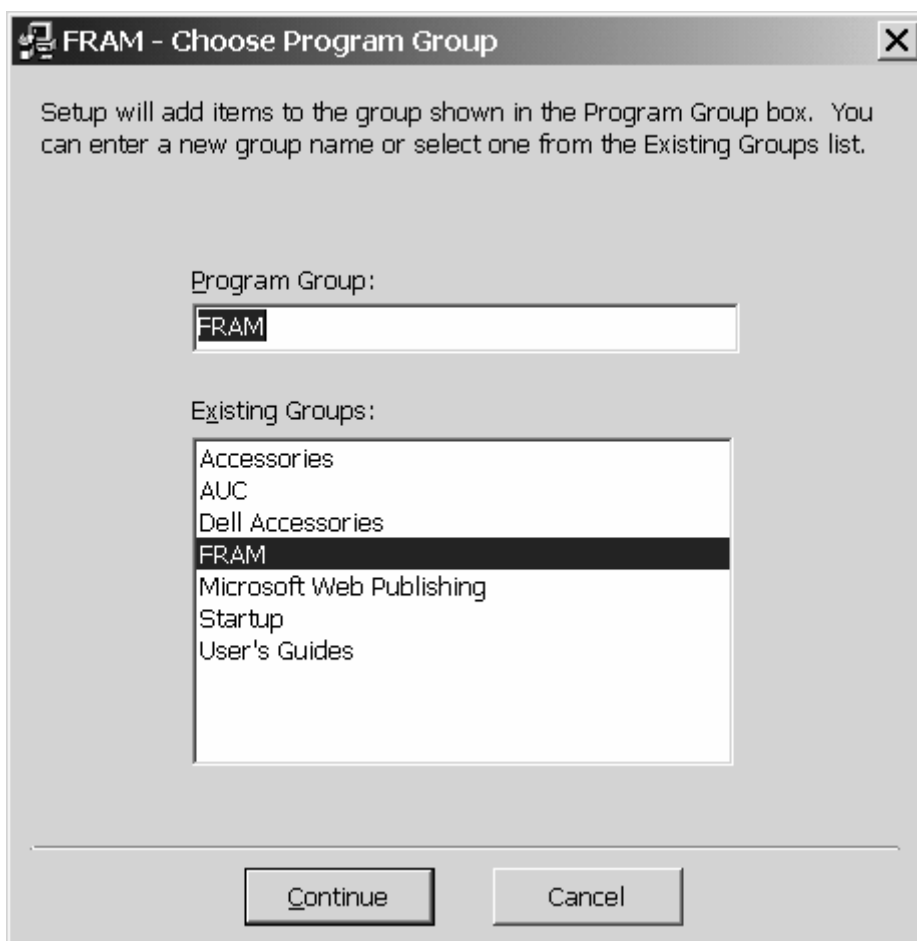 FRAM - Choose Program Group
Setup will add items to the group shown in the Program Group box.  You
can enter a new group name or select one from the Existing Groups list.
Program Group:
FRAM
Existing Groups:
Accessories
AUC
Dell Accessories
FRAM
Microsoft Web Publishing
Startup
User's Guides
Continue
Cancel